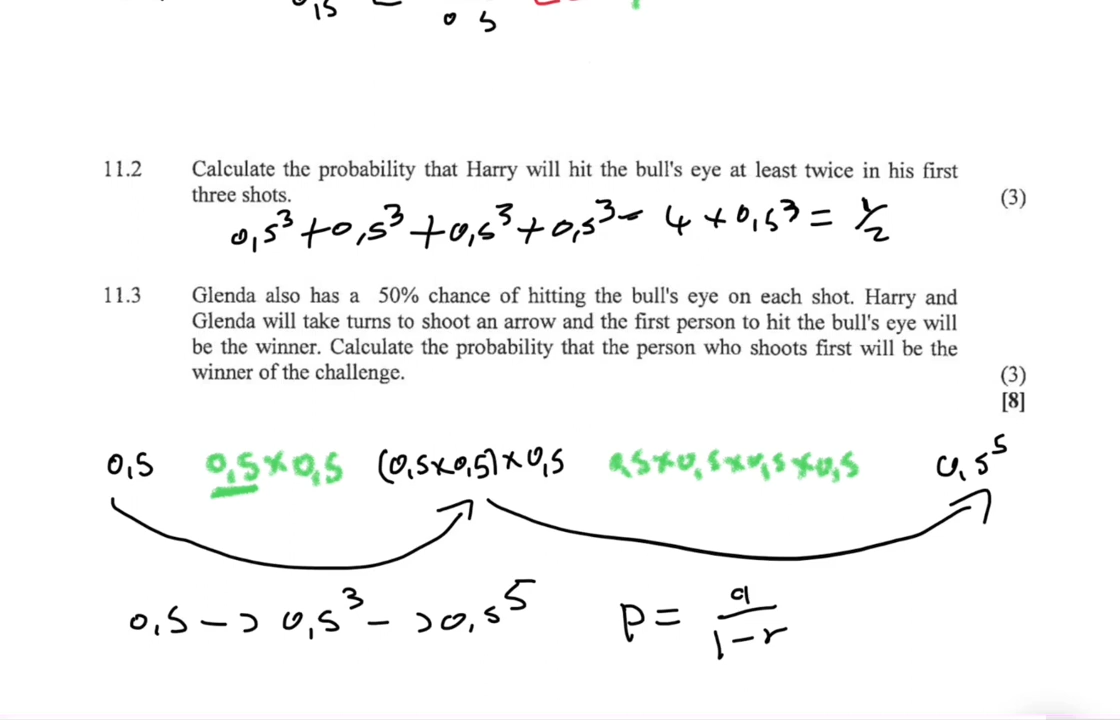 0,15
0 5
11.2 Calculate the probability that Harry will hit the bull's eye at least twice in his first
three shots. (3)
0,5³ + 0,5³ + 0,5³ + 0,5³ = 4 × 0,5³ = 1/2
11.3 Glenda also has a 50% chance of hitting the bull's eye on each shot. Harry and
Glenda will take turns to shoot an arrow and the first person to hit the bull's eye will
be the winner. Calculate the probability that the person who shoots first will be the
winner of the challenge. (3)
[8]
0,5 0,5×0,5 (0,5×0,5)×0,5 0,5×0,5×0,5×0,5 0,5⁵
0,5 -> 0,5³ -> 0,5⁵ P = a/1-r